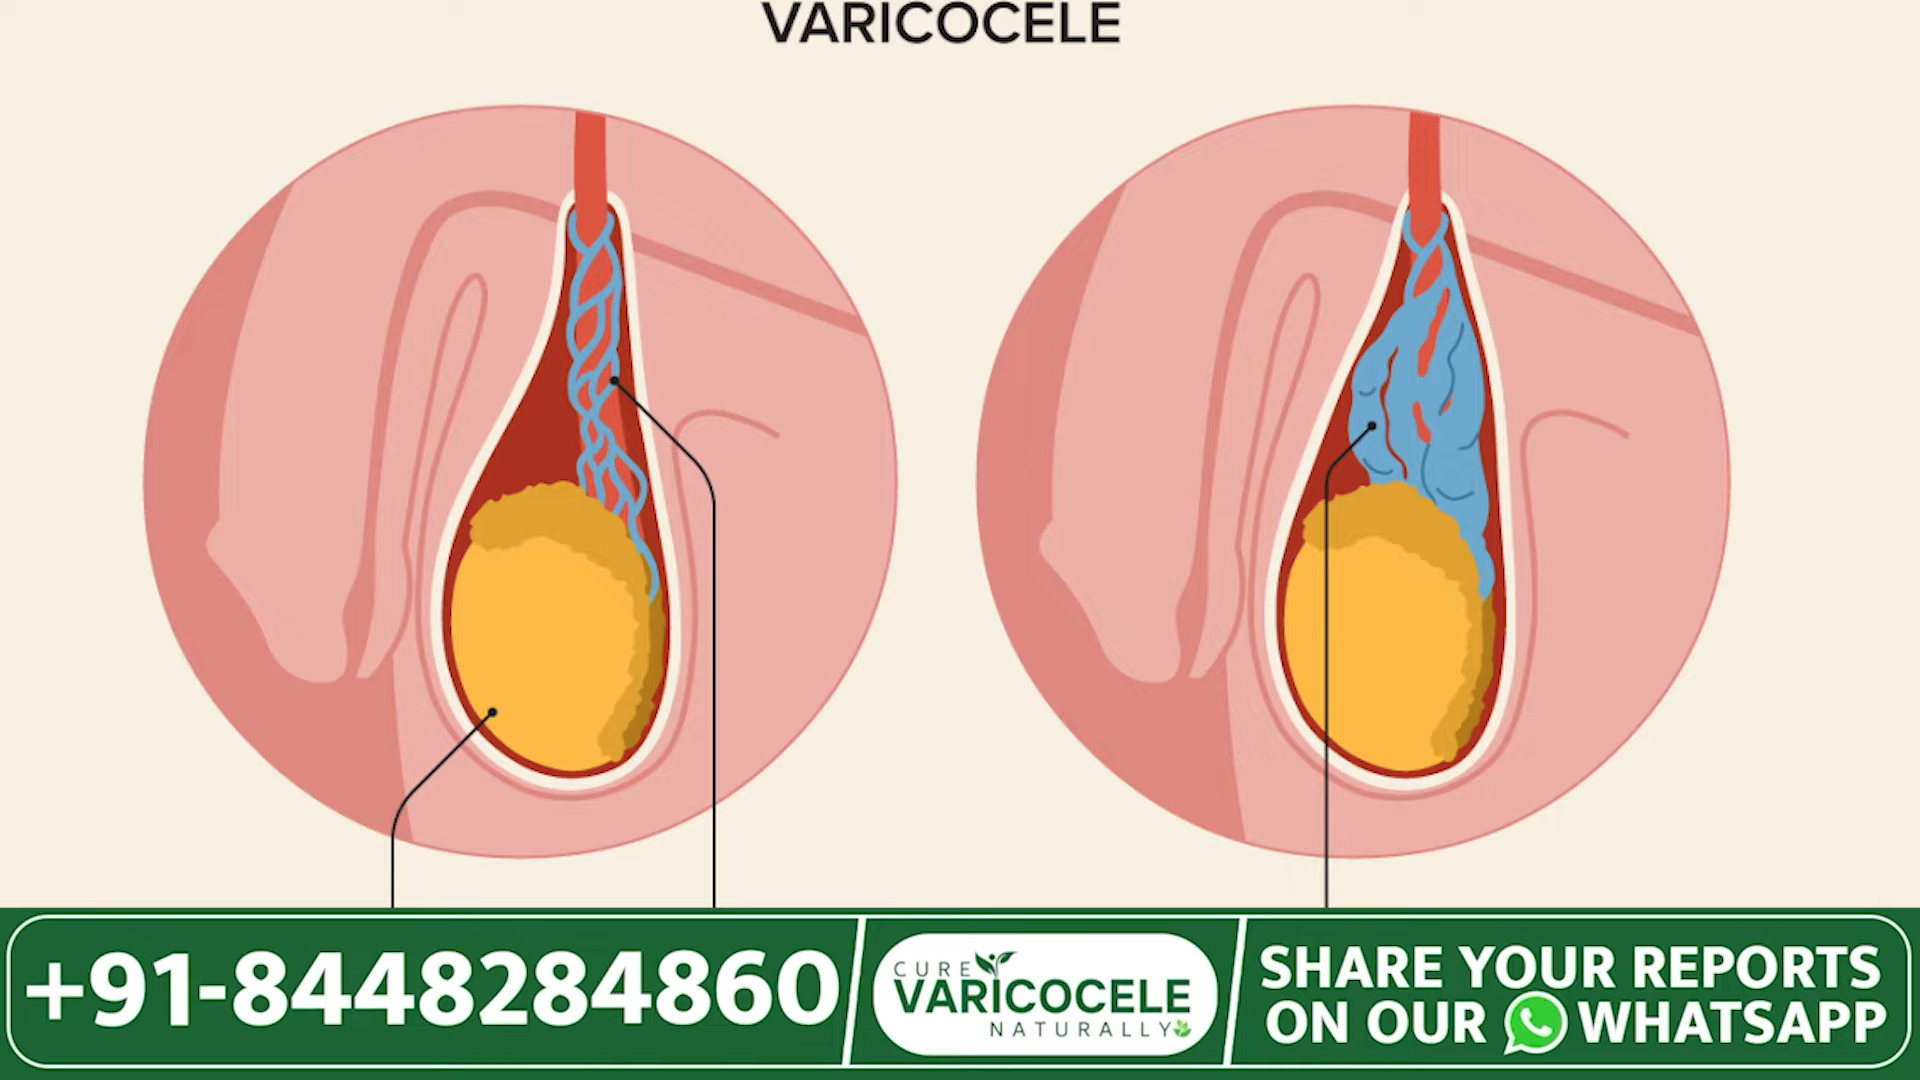 VARICOCELE
+91-8448284860
CURE
VARICOCELE
NATURALLY
SHARE YOUR REPORTS
ON OUR WHATSAPP